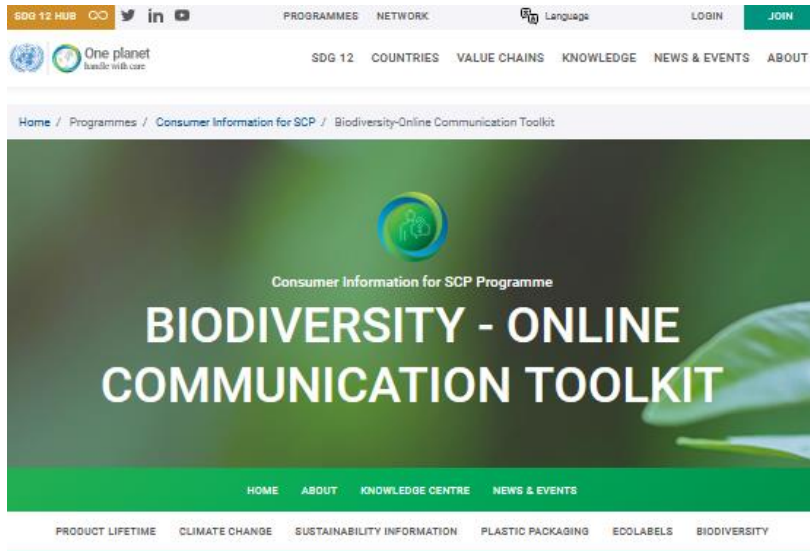 SDG 12 HUB PROGRAMMES NETWORK Language LOGIN JOIN
One planet
handle with care
SDG 12 COUNTRIES VALUE CHAINS KNOWLEDGE NEWS & EVENTS ABOUT
Home / Programmes / Consumer Information for SCP / Biodiversity-Online Communication Toolkit
Consumer Information for SCP Programme
BIODIVERSITY - ONLINE
COMMUNICATION TOOLKIT
HOME ABOUT KNOWLEDGE CENTRE NEWS & EVENTS
PRODUCT LIFETIME CLIMATE CHANGE SUSTAINABILITY INFORMATION PLASTIC PACKAGING ECOLABELS BIODIVERSITY